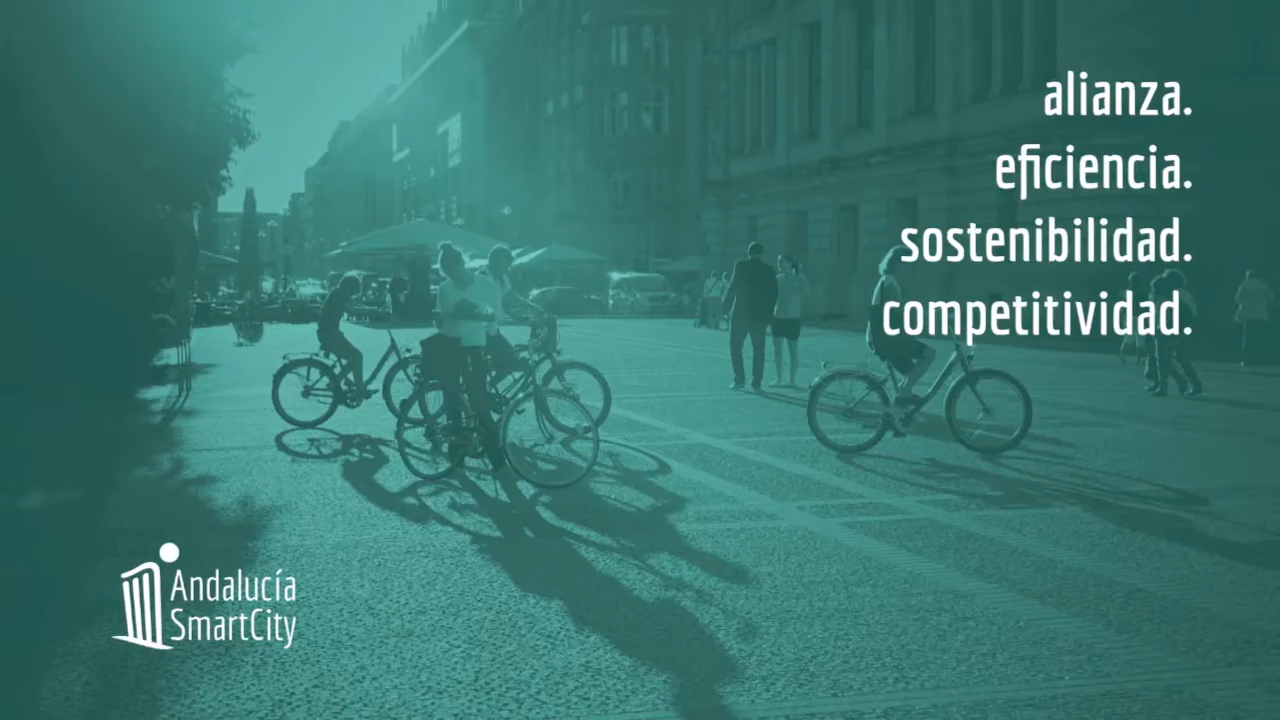 alianza.
eficiencia.
sostenibilidad.
competitividad.
Andalucía
SmartCity